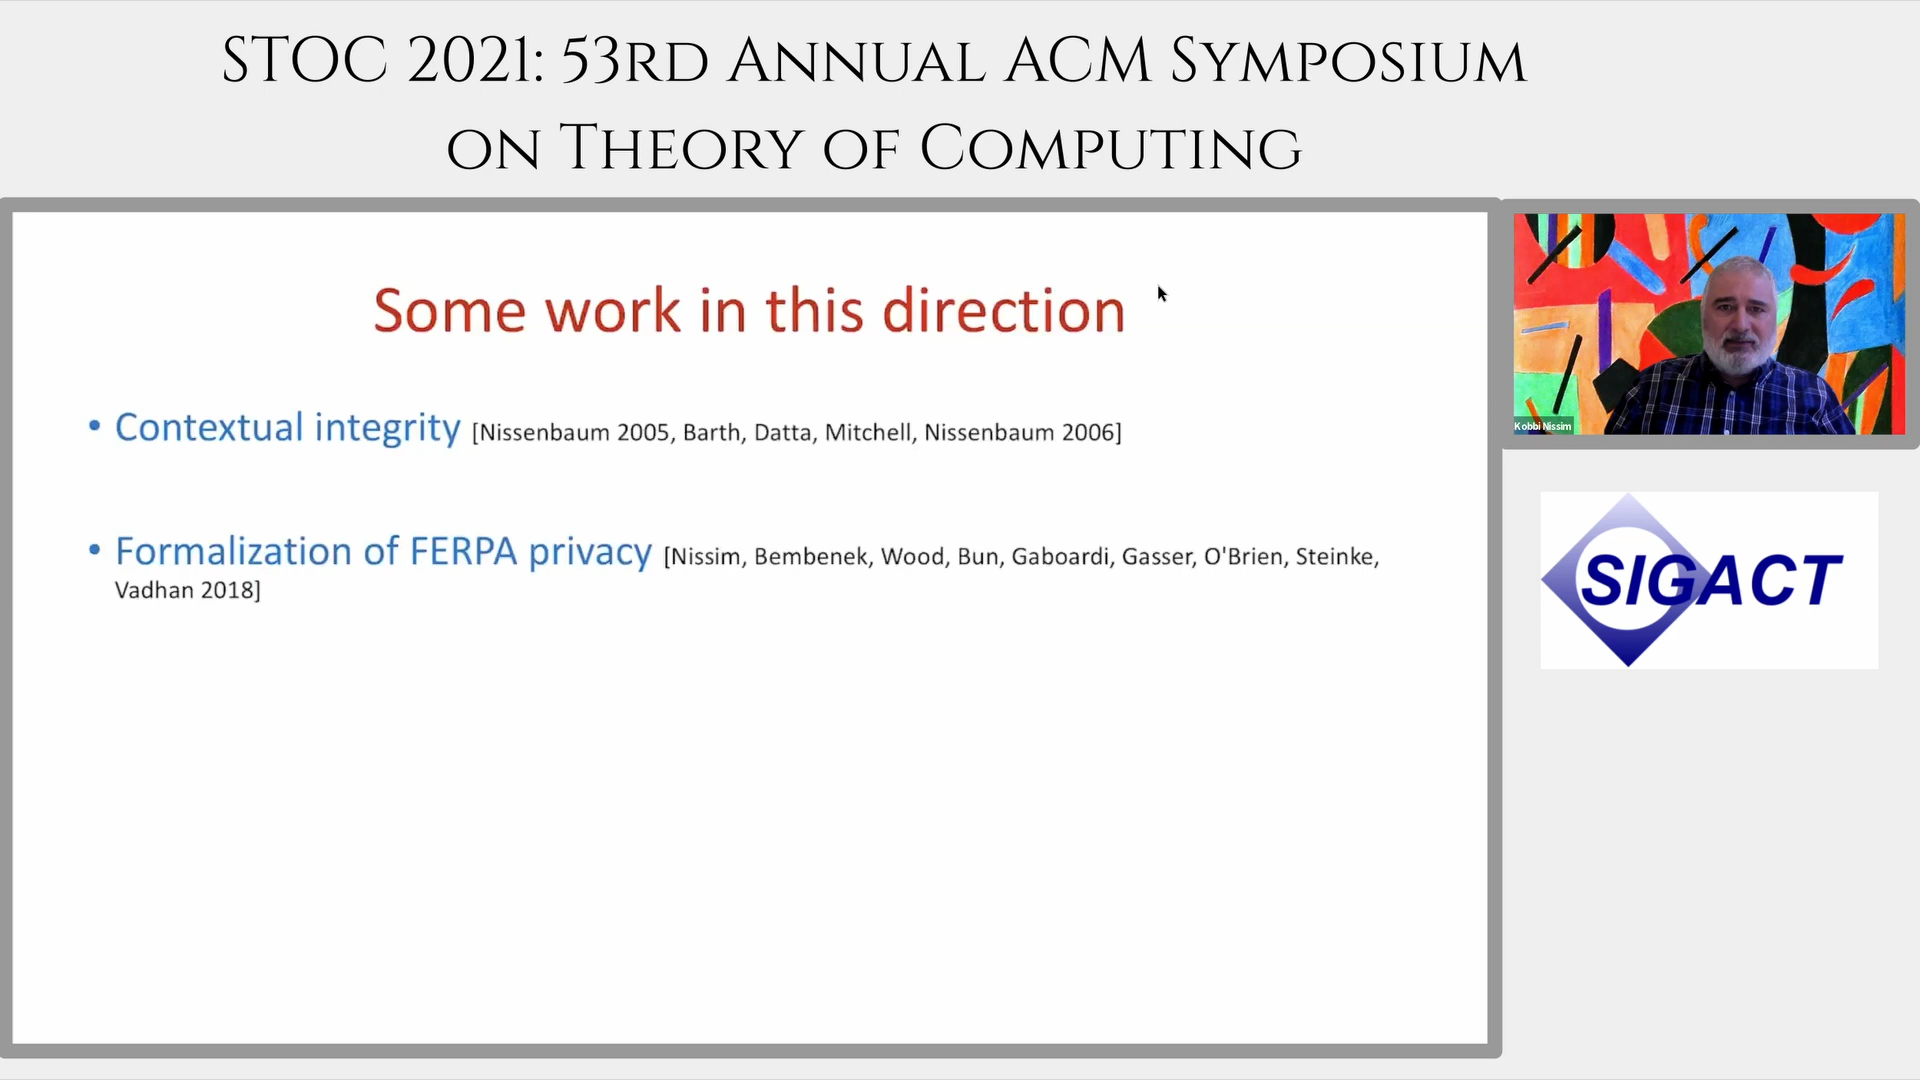 STOC 2021: 53rd Annual ACM Symposium
on Theory of Computing
Some work in this direction
• Contextual integrity [Nissenbaum 2005, Barth, Datta, Mitchell, Nissenbaum 2006]
• Formalization of FERPA privacy [Nissim, Bembenek, Wood, Bun, Gaboardi, Gasser, O'Brien, Steinke,
Vadhan 2018]
Kobbi Nissim
SIGACT